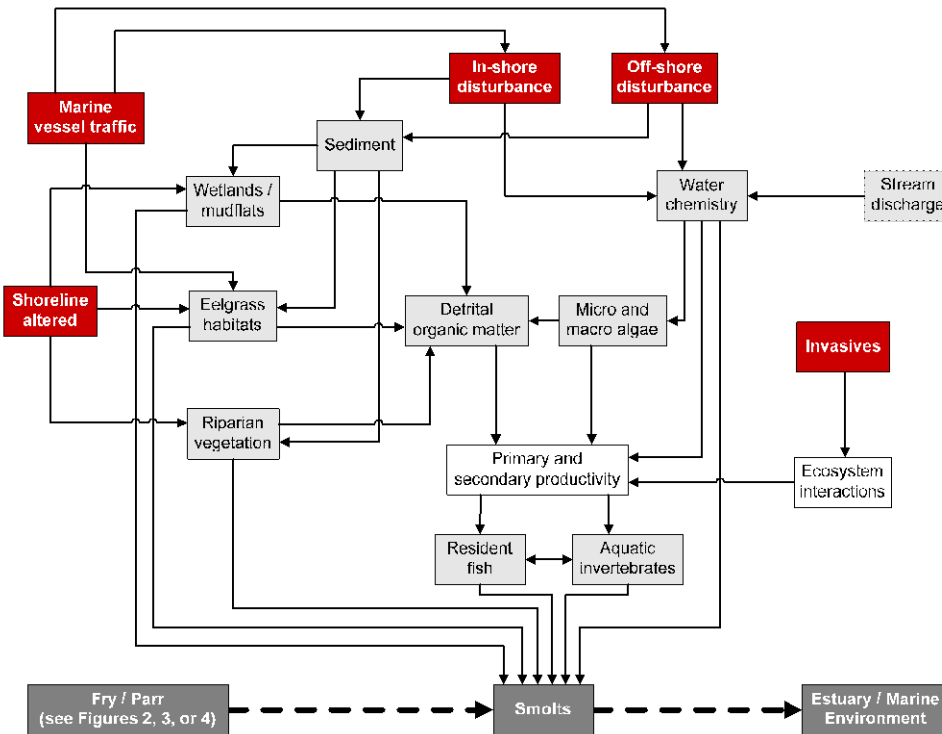 In-shore
disturbance
Off-shore
disturbance
Marine
vessel traffic
Sediment
Wetlands /
mudflats
Water
chemistry
Stream
discharge
Shoreline
altered
Eelgrass
habitats
Detrital
organic matter
Micro and
macro algae
Invasives
Riparian
vegetation
Primary and
secondary productivity
Ecosystem
interactions
Resident
fish
Aquatic
invertebrates
Fry / Parr
(see Figures 2, 3, or 4)
Smolts
Estuary / Marine
Environment